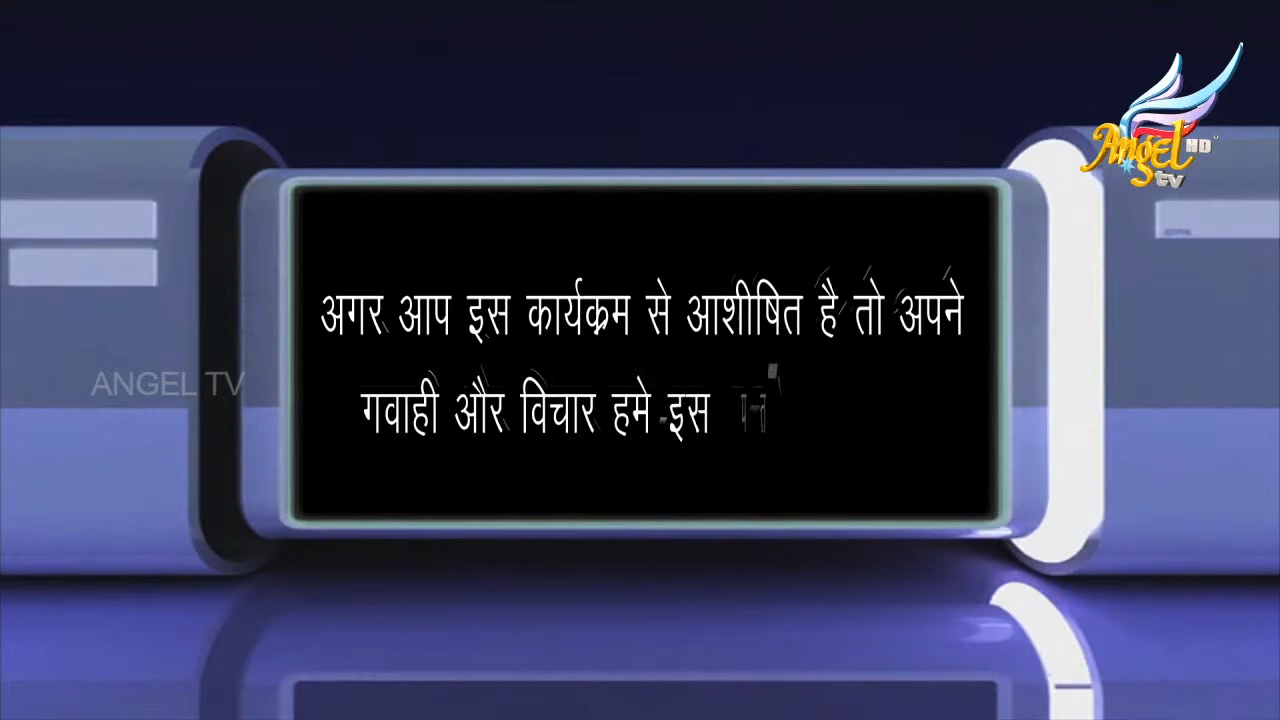 Angel HD
tv
अगर आप इस कार्यक्रम से आशीषित है तो अपने
ANGEL TV
गवाही और विचार हमे इस